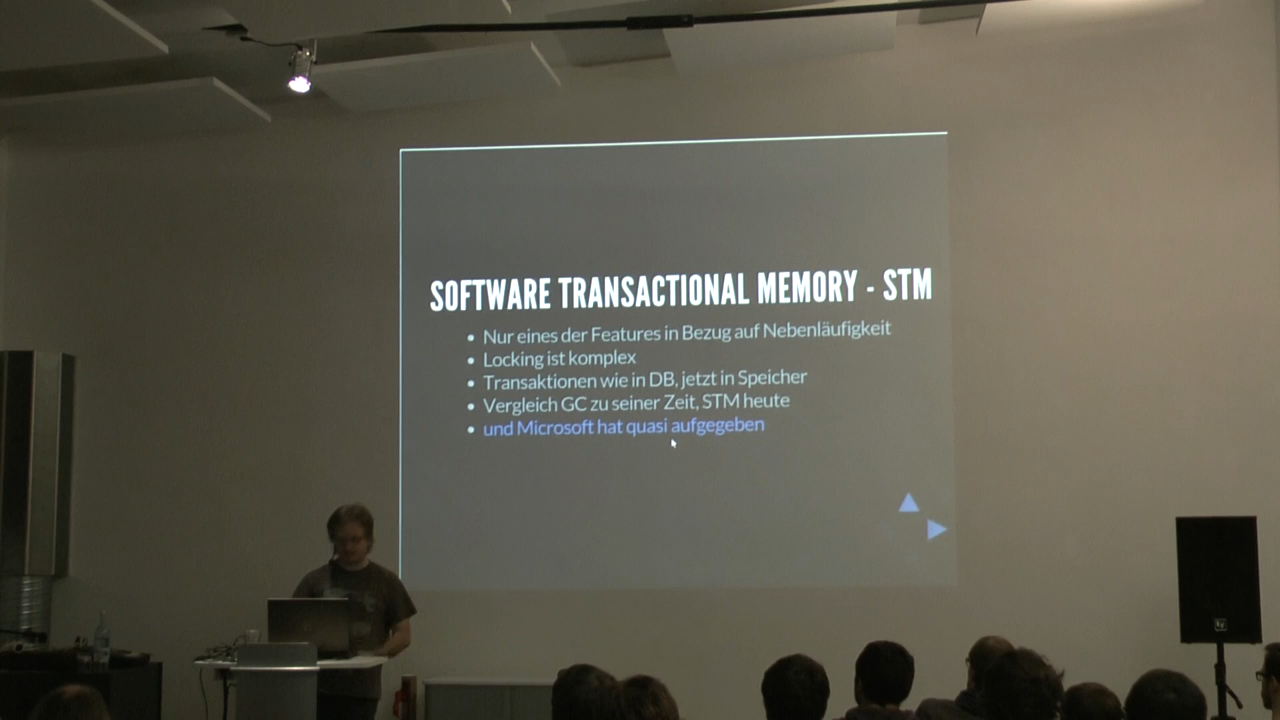 SOFTWARE TRANSACTIONAL MEMORY - STM
Nur eines der Features in Bezug auf Nebenläufigkeit
Locking ist komplex
Transaktionen wie in DB, jetzt in Speicher
Vergleich GC zu seiner Zeit, STM heute
und Microsoft hat quasi aufgegeben